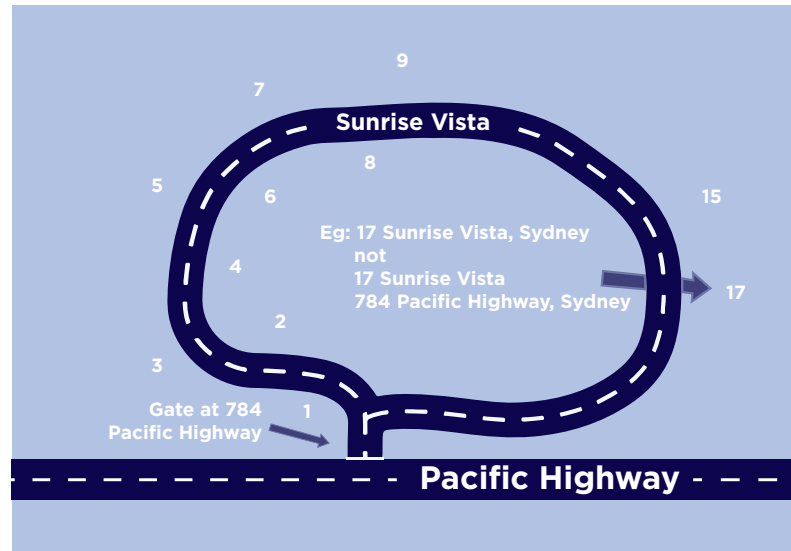 9
7
Sunrise Vista
8
5
6
15
Eg: 17 Sunrise Vista, Sydney
not
17 Sunrise Vista
784 Pacific Highway, Sydney
4
17
2
3
Gate at 784
Pacific Highway
1
Pacific Highway